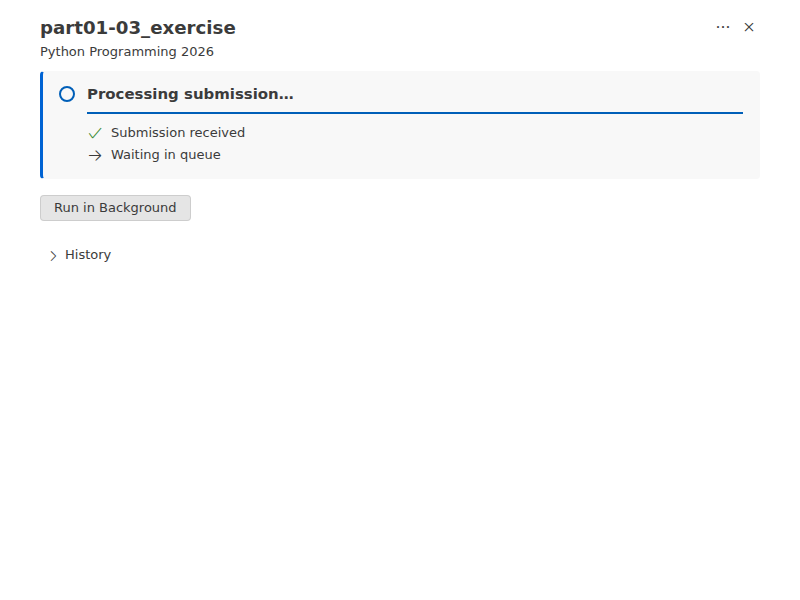 part01-03_exercise
Python Programming 2026
Processing submission…
Submission received
Waiting in queue
Run in Background
History